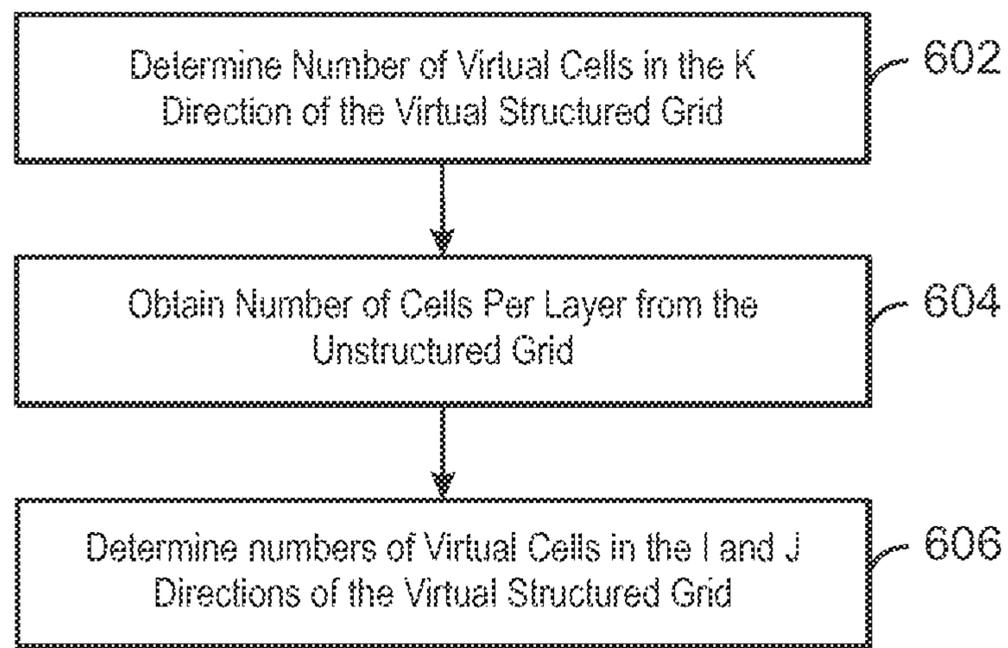 Determine Number of Virtual Cells in the K
Direction of the Virtual Structured Grid
602
Obtain Number of Cells Per Layer from the
Unstructured Grid
604
Determine numbers of Virtual Cells in the I and J
Directions of the Virtual Structured Grid
606